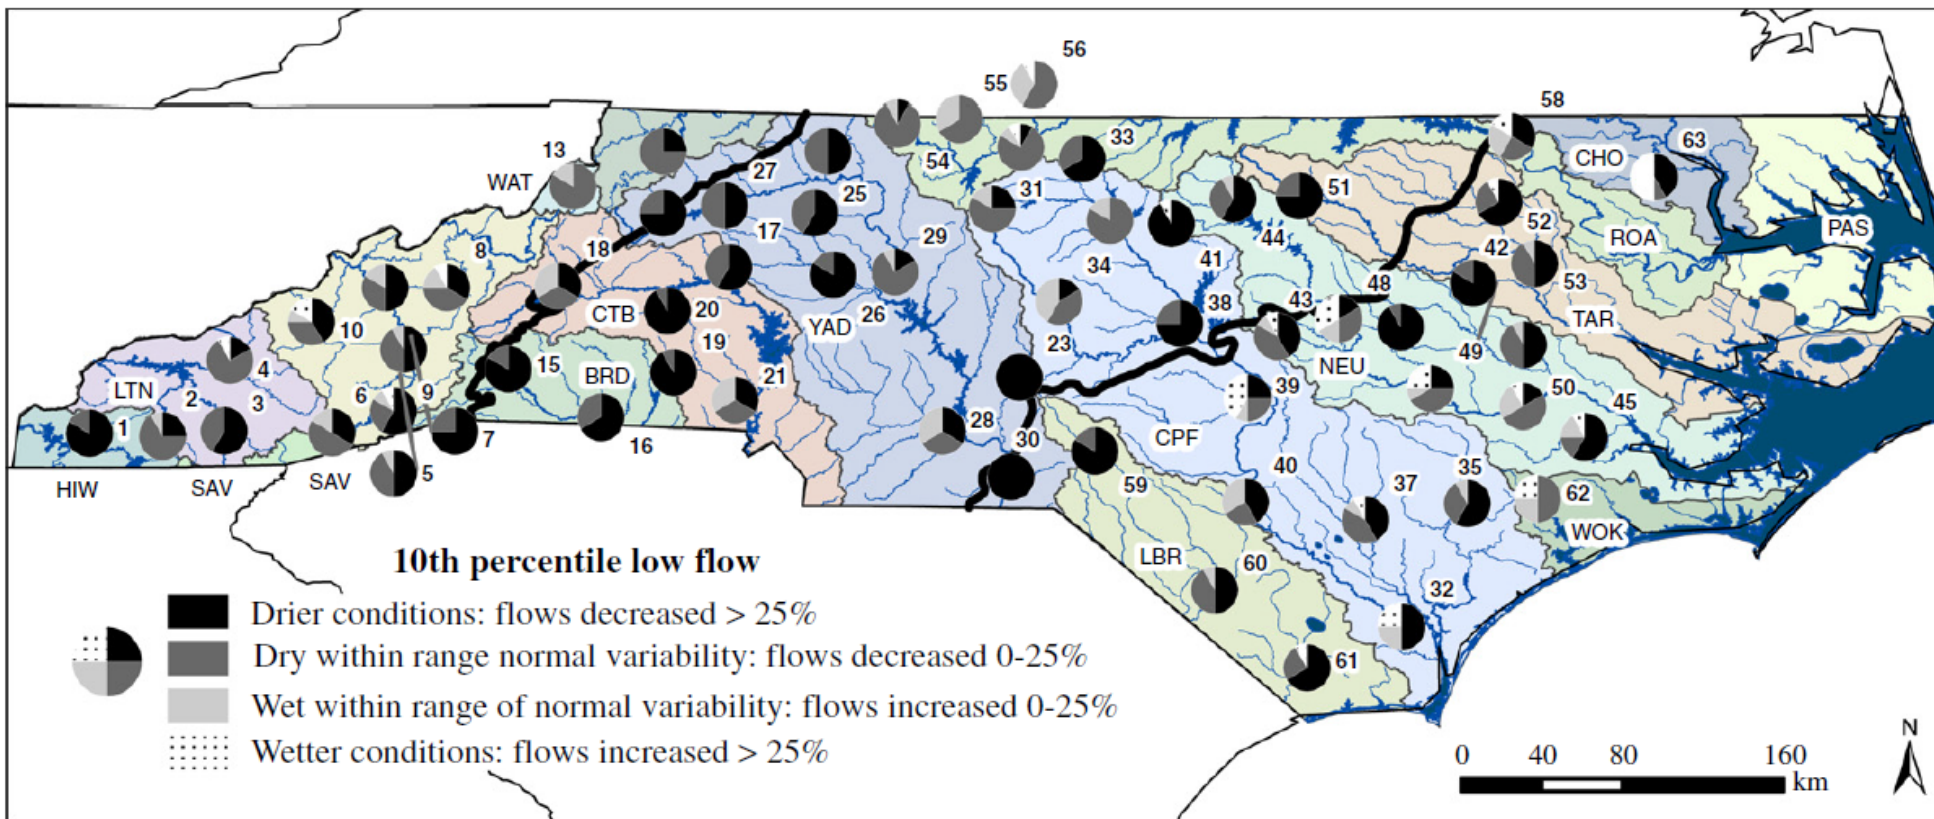 56
55
58
33
63
13
27
54
CHO
WAT
31
51
25
52
ROA
PAS
17
29
44
42
8
18
34
41
48
53
CTB
20
38
43
TAR
10
YAD
26
49
19
23
NEU
LTN
4
15
BRD
21
39
50
2
3
6
9
45
1
7
28
30
CPF
16
5
40
35
HIW
SAV
SAV
59
37
62
WOK
10th percentile low flow
LBR
60
32
Drier conditions: flows decreased > 25%
Dry within range normal variability: flows decreased 0-25%
61
Wet within range of normal variability: flows increased 0-25%
Wetter conditions: flows increased > 25%
N
0 40 80 160
km